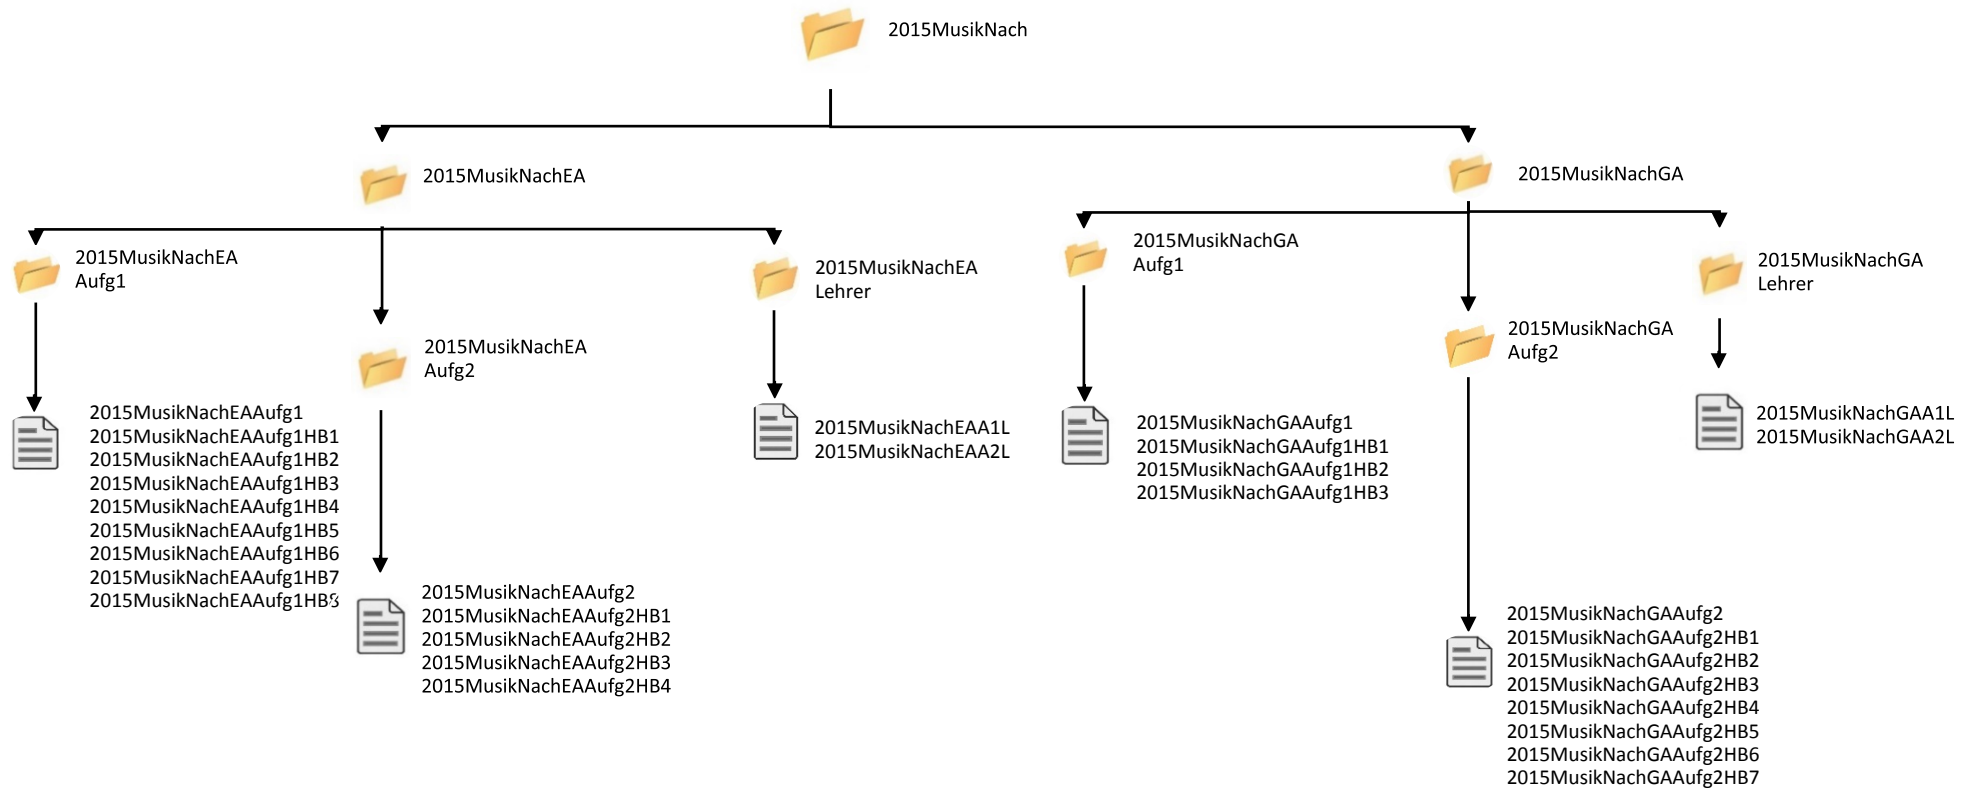 2015MusikNach
2015MusikNachEA
2015MusikNachGA
2015MusikNachEA
Aufg1
2015MusikNachEA
Aufg2
2015MusikNachEA
Lehrer
2015MusikNachGA
Aufg1
2015MusikNachGA
Aufg2
2015MusikNachGA
Lehrer
2015MusikNachEAAufg1
2015MusikNachEAAufg1HB1
2015MusikNachEAAufg1HB2
2015MusikNachEAAufg1HB3
2015MusikNachEAAufg1HB4
2015MusikNachEAAufg1HB5
2015MusikNachEAAufg1HB6
2015MusikNachEAAufg1HB7
2015MusikNachEAAufg1HB8
2015MusikNachEAAufg2
2015MusikNachEAAufg2HB1
2015MusikNachEAAufg2HB2
2015MusikNachEAAufg2HB3
2015MusikNachEAAufg2HB4
2015MusikNachEAA1L
2015MusikNachEAA2L
2015MusikNachGAAufg1
2015MusikNachGAAufg1HB1
2015MusikNachGAAufg1HB2
2015MusikNachGAAufg1HB3
2015MusikNachGAAufg2
2015MusikNachGAAufg2HB1
2015MusikNachGAAufg2HB2
2015MusikNachGAAufg2HB3
2015MusikNachGAAufg2HB4
2015MusikNachGAAufg2HB5
2015MusikNachGAAufg2HB6
2015MusikNachGAAufg2HB7
2015MusikNachGAA1L
2015MusikNachGAA2L